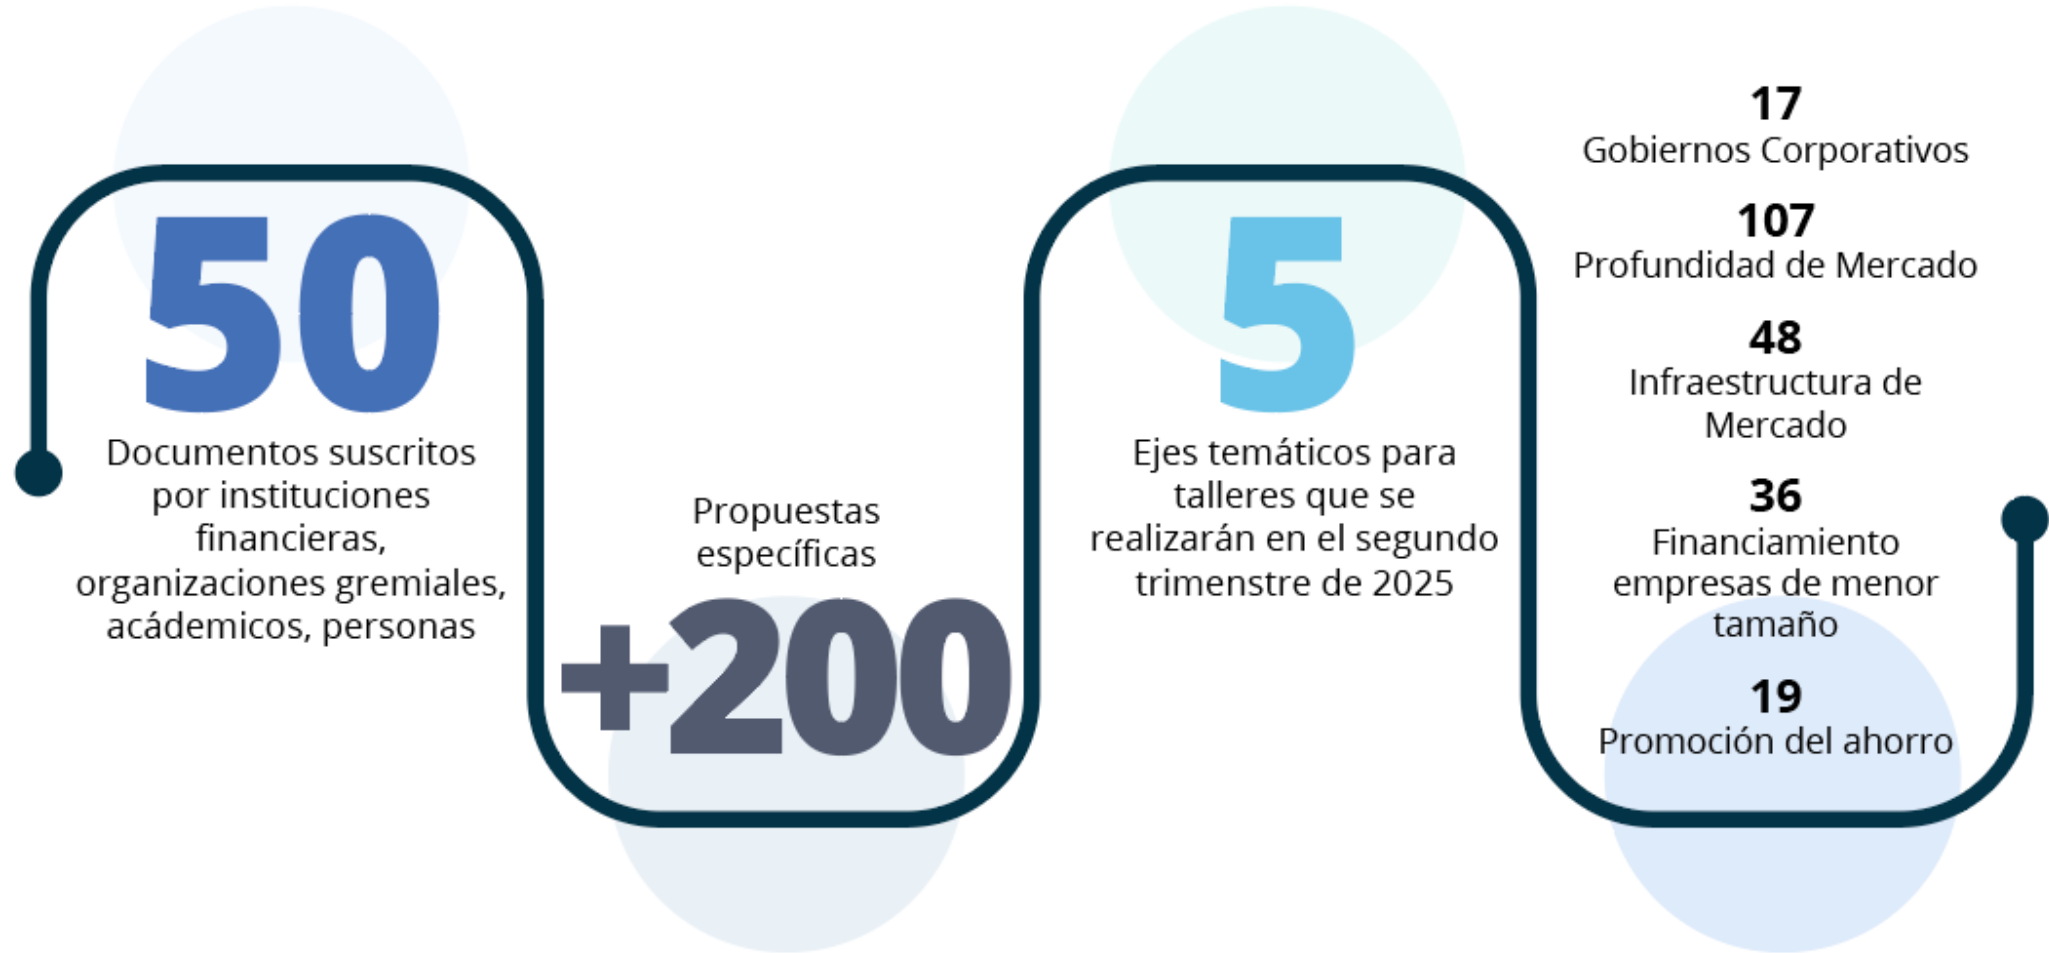 50
Documentos suscritos
por instituciones
financieras,
organizaciones gremiales,
acádemicos, personas
Propuestas
específicas
+200
5
Ejes temáticos para
talleres que se
realizarán en el segundo
trimenstre de 2025
17
Gobiernos Corporativos
107
Profundidad de Mercado
48
Infraestructura de
Mercado
36
Financiamiento
empresas de menor
tamaño
19
Promoción del ahorro